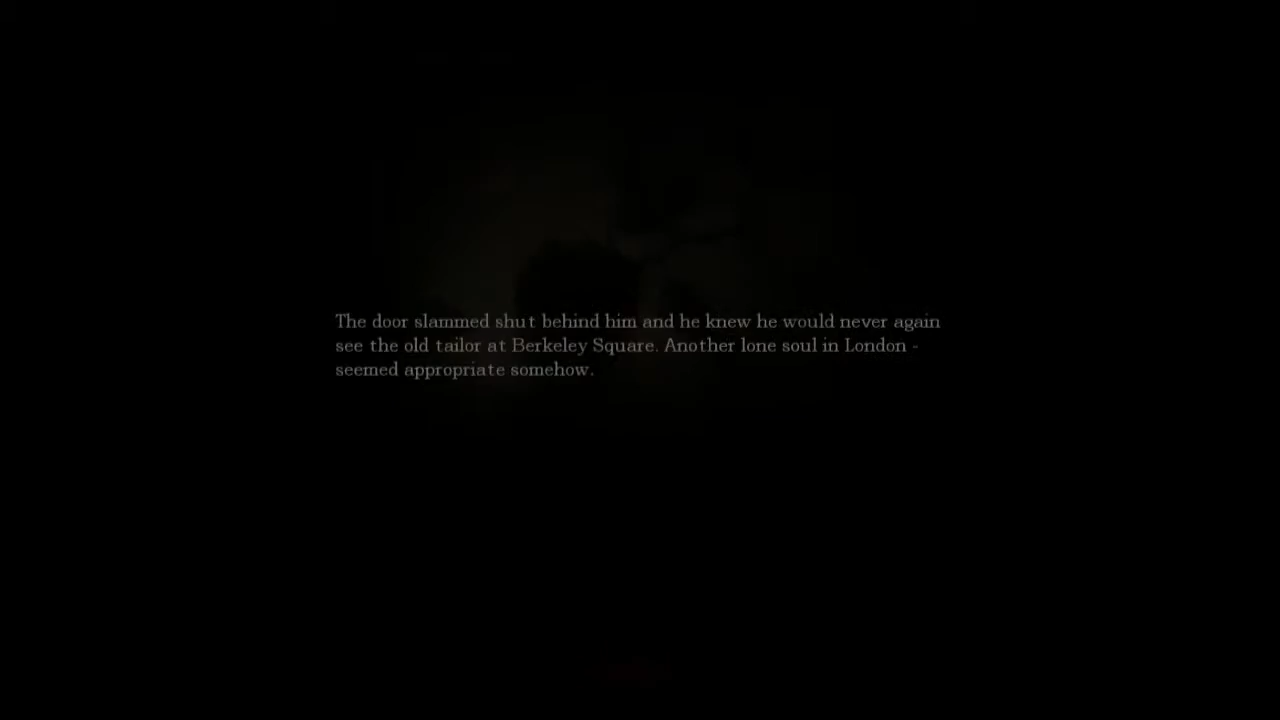 The door slammed shut behind him and he knew he would never again
see the old tailor at Berkeley Square. Another lone soul in London -
seemed appropriate somehow.